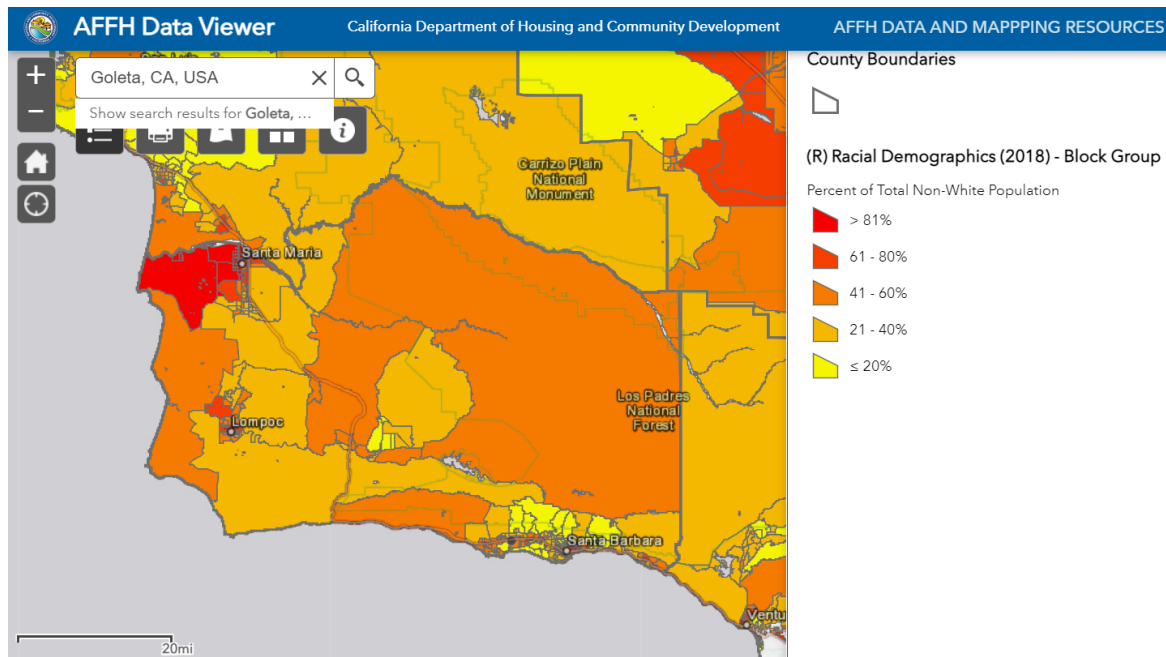 AFFH Data Viewer
California Department of Housing and Community Development
AFFH DATA AND MAPPPING RESOURCES
+
−
Goleta, CA, USA
Show search results for Goleta, ...
Carrizo Plain
National
Monument
Santa Maria
Los Padres
National
Forest
Lompoc
Santa Barbara
Ventu
20mi
County Boundaries
(R) Racial Demographics (2018) - Block Group
Percent of Total Non-White Population
> 81%
61 - 80%
41 - 60%
21 - 40%
≤ 20%